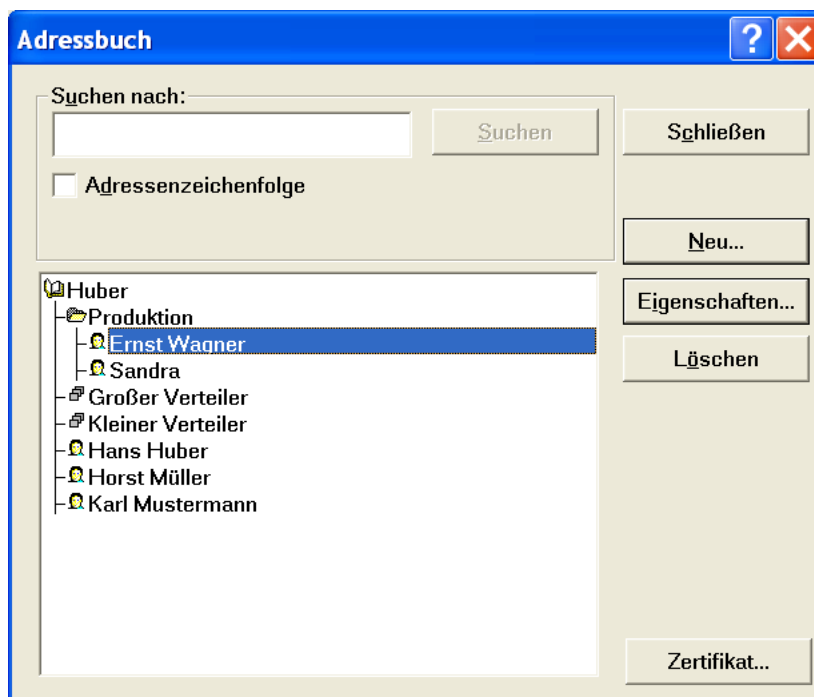 Adressbuch
Suchen nach:
Suchen
Schließen
Adressenzeichenfolge
Neu...
Huber
Eigenschaften...
Produktion
Ernst Wagner
Löschen
Sandra
Großer Verteiler
Kleiner Verteiler
Hans Huber
Horst Müller
Karl Mustermann
Zertifikat...